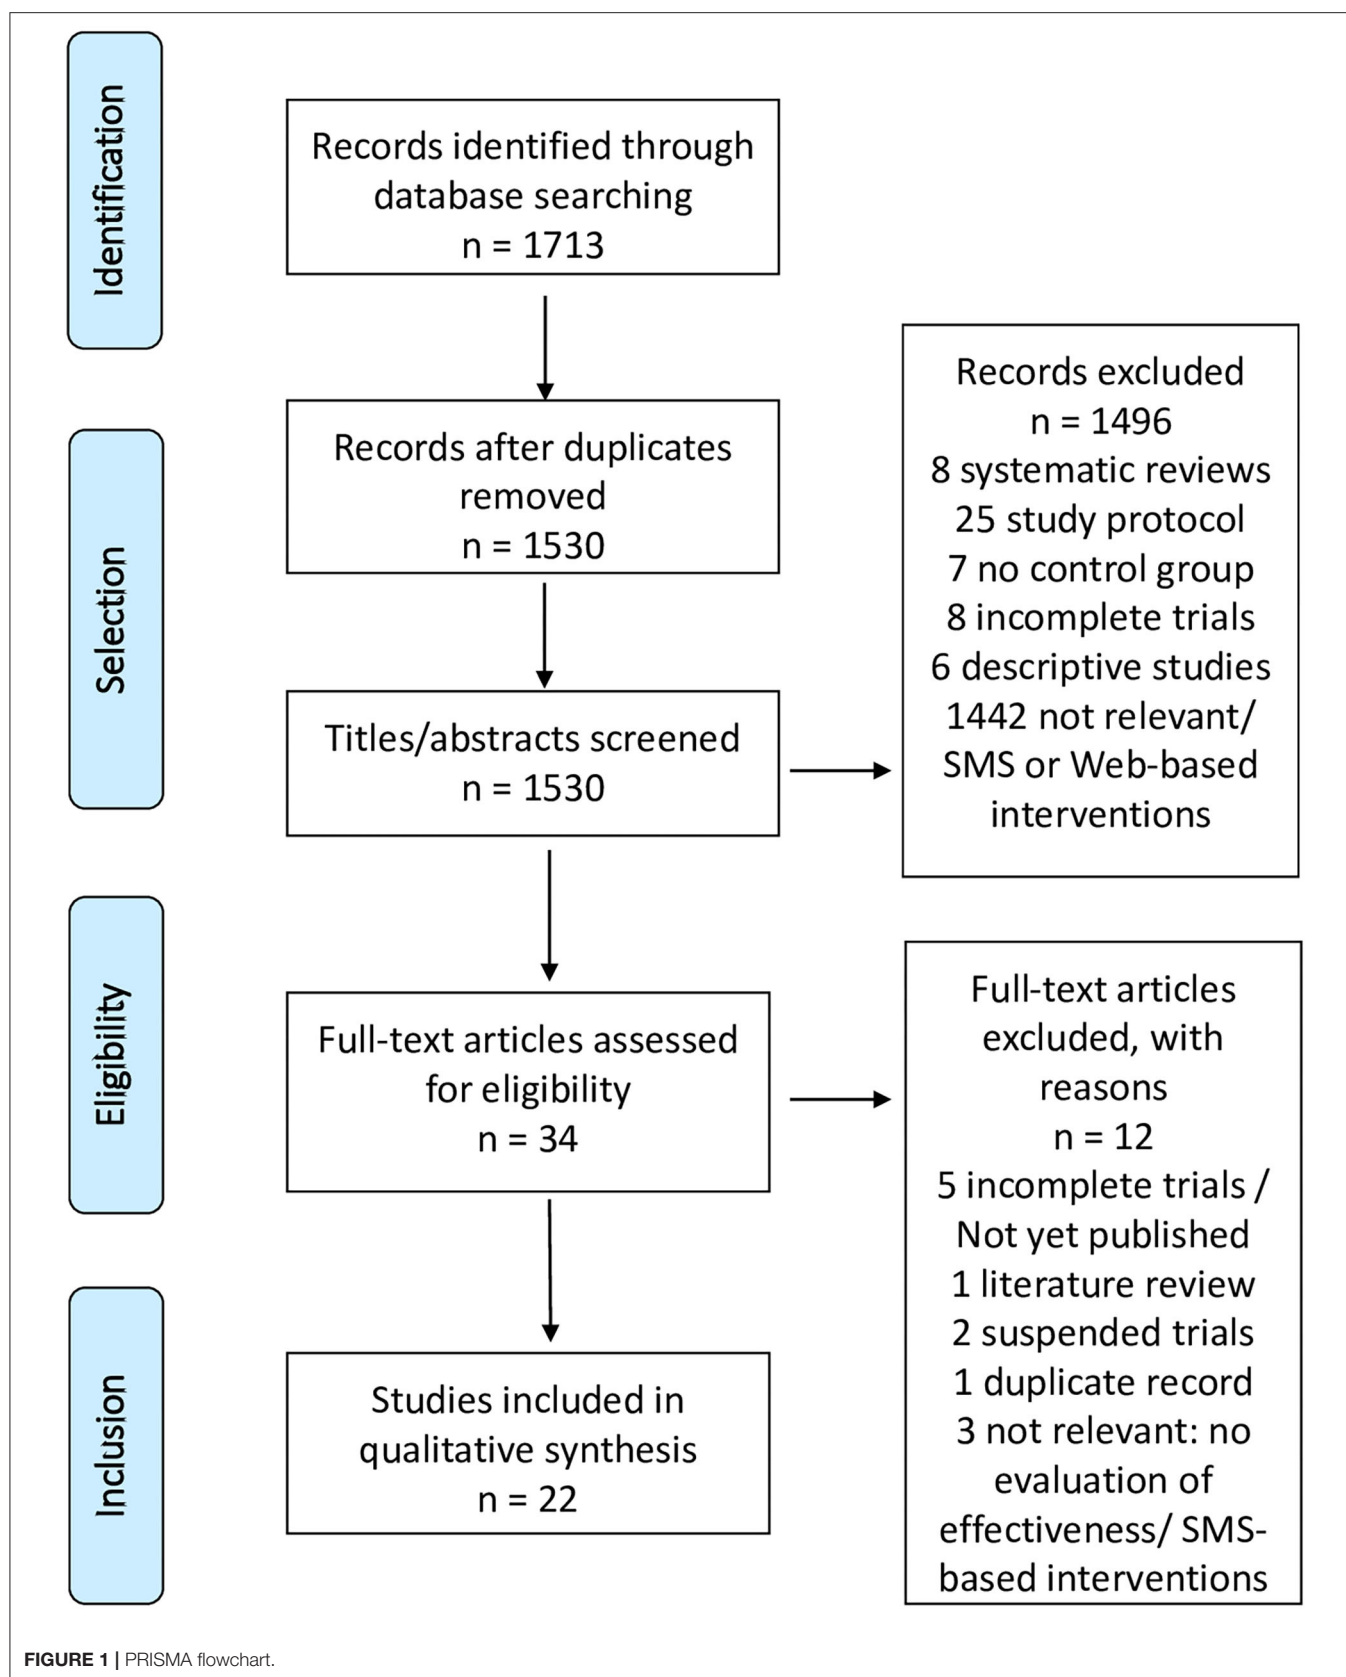 Identification
Records identified through
database searching
n = 1713
Selection
Records after duplicates
removed
n = 1530
Titles/abstracts screened
n = 1530
Records excluded
n = 1496
8 systematic reviews
25 study protocol
7 no control group
8 incomplete trials
6 descriptive studies
1442 not relevant/
SMS or Web-based
interventions
Eligibility
Full-text articles assessed
for eligibility
n = 34
Full-text articles
excluded, with
reasons
n = 12
5 incomplete trials /
Not yet published
1 literature review
2 suspended trials
1 duplicate record
3 not relevant: no
evaluation of
effectiveness/ SMS-
based interventions
Inclusion
Studies included in
qualitative synthesis
n = 22
FIGURE 1 | PRISMA flowchart.